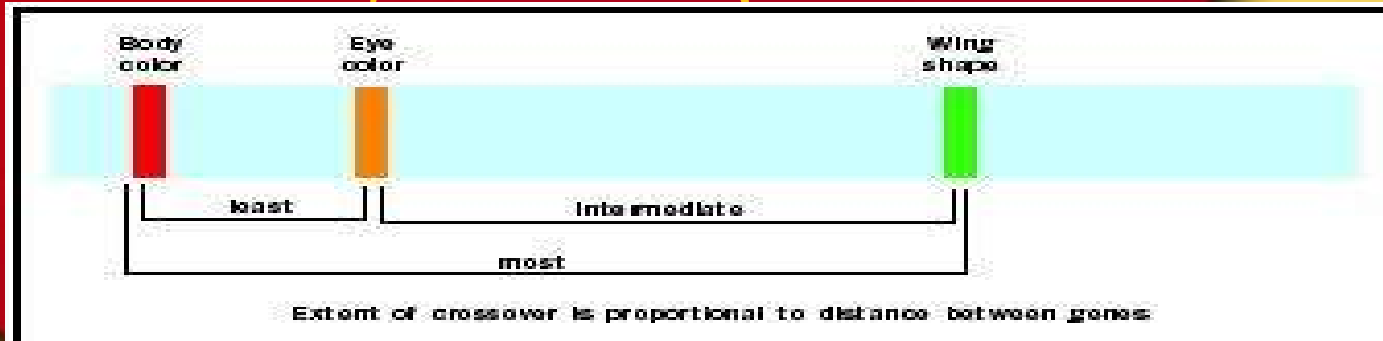 Body
color
Eye
color
Wing
shape
least
Intermediate
most
Extent of crossover is proportional to distance between genes